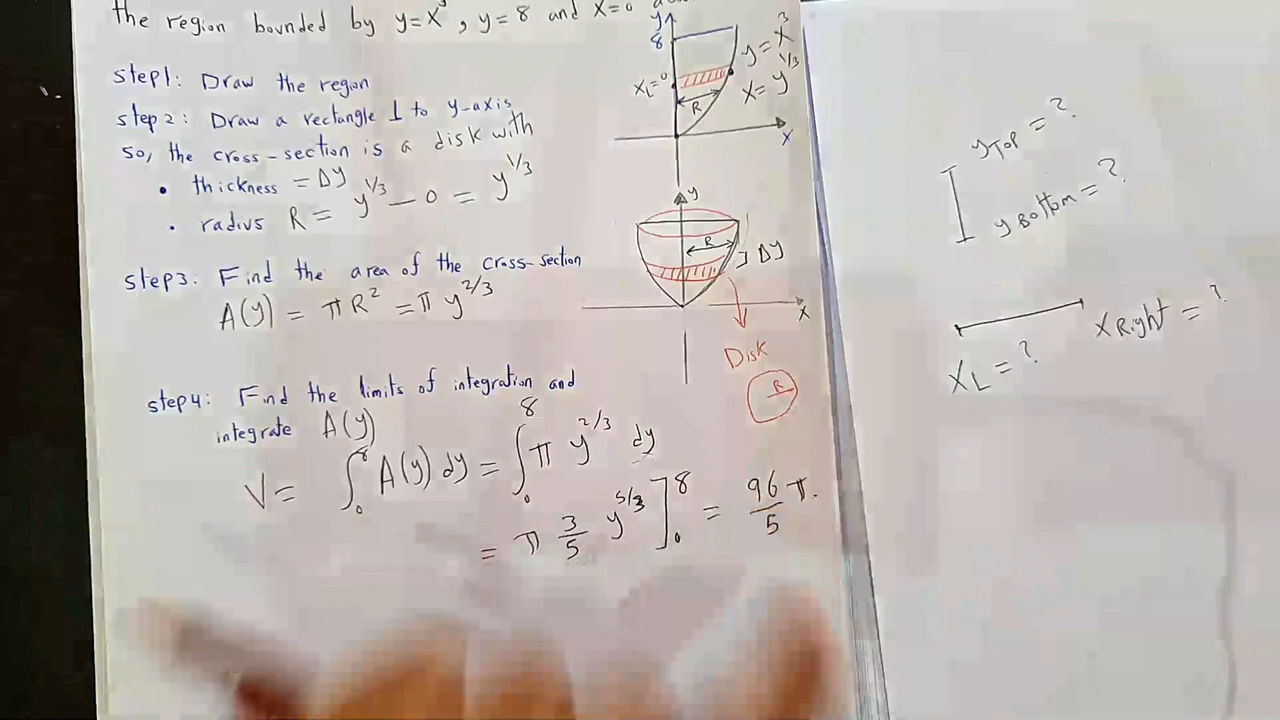 the region bounded by y=x³, y=8 and x=0
step1: Draw the region
step2: Draw a rectangle ⊥ to y-axis
so, the cross-section is a disk with
• thickness = Δy
• radius R = y^1/3 − 0 = y^1/3
step3: Find the area of the cross-section
A(y) = π R² = π y^2/3
step4: Find the limits of integration and
integrate A(y)
V = ∫₀⁸ A(y) dy = ∫₀⁸ π y^2/3 dy
= π 3/5 y^5/3 ]₀⁸ = 96/5 π.
y
8
y = x³
x_L = 0
x = y^1/3
R
x
y
R
] Δy
x
Disk
R
y_Top = ?
y_Bottom = ?
x_Right = ?
x_L = ?